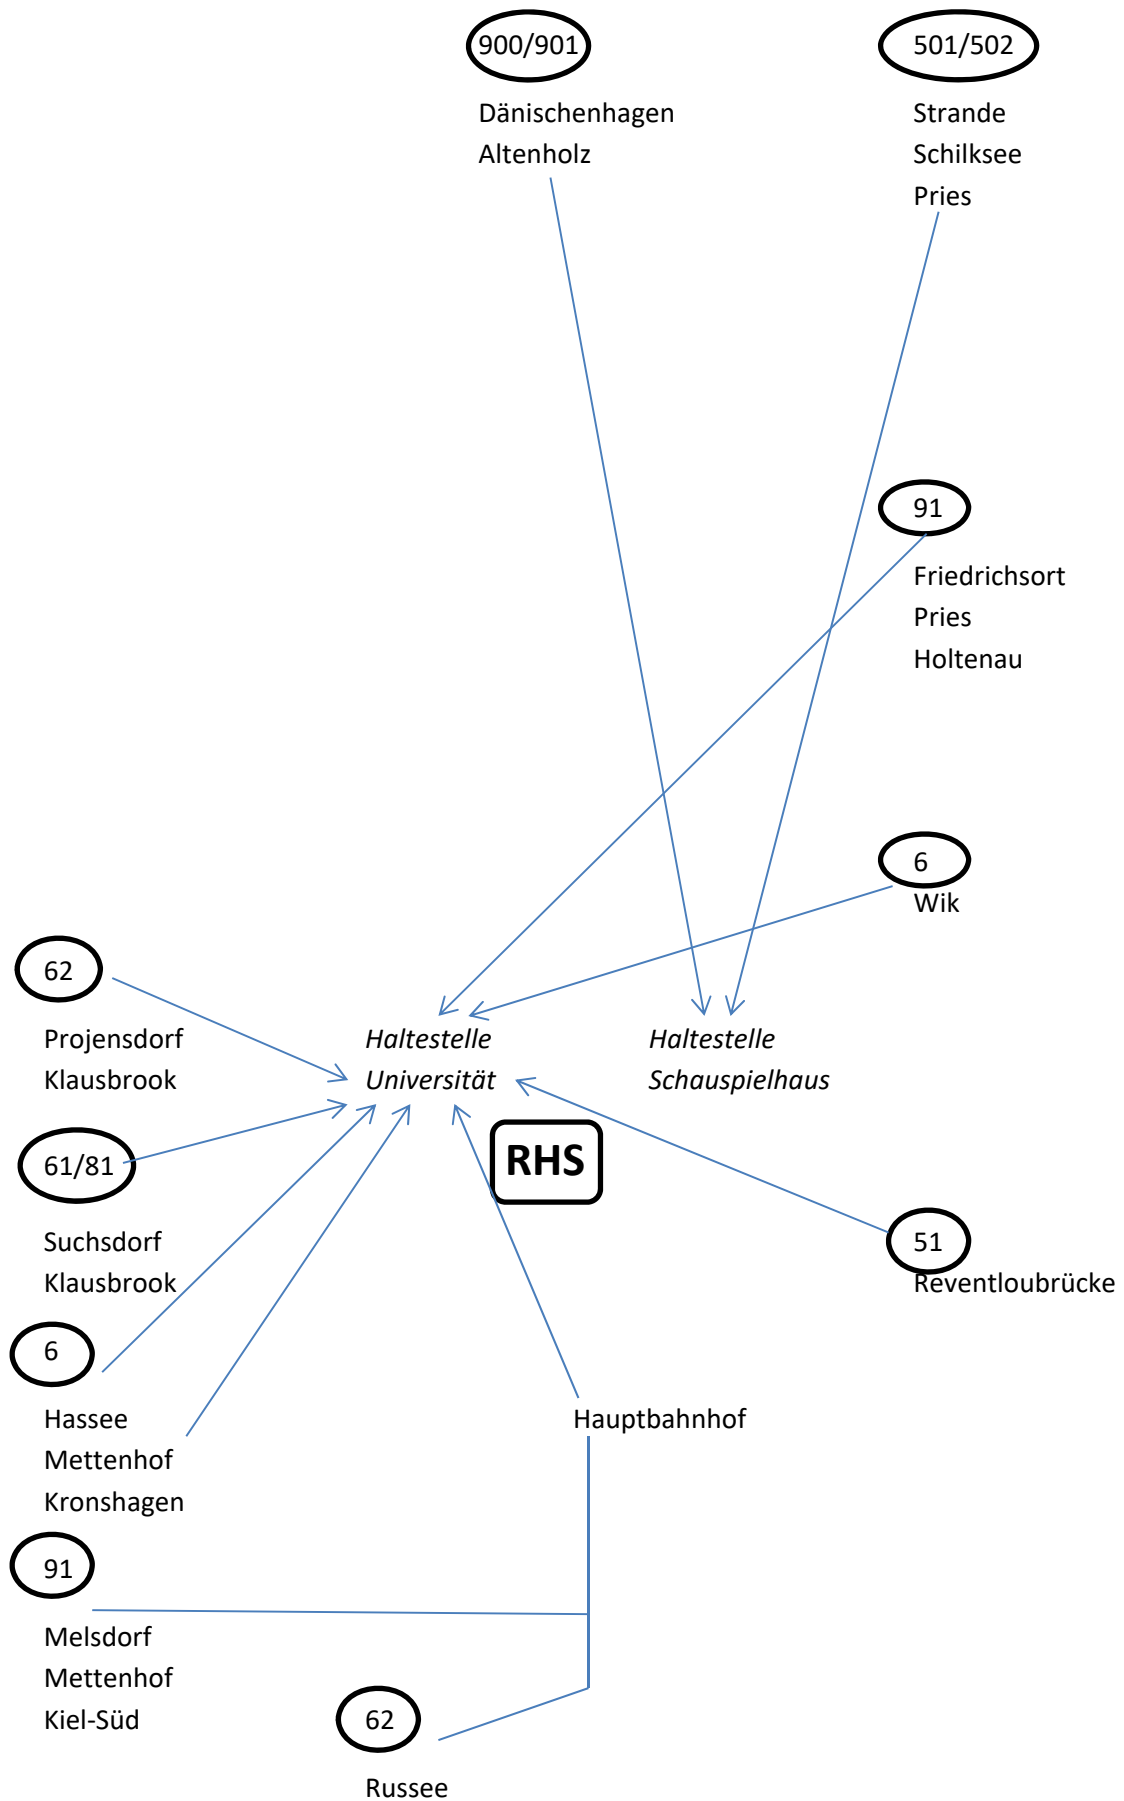 900/901
501/502
Dänischenhagen
Altenholz
Strande
Schilksee
Pries
91
Friedrichsort
Pries
Holtenau
6
Wik
62
Projensdorf
Klausbrook
Haltestelle
Universität
Haltestelle
Schauspielhaus
RHS
61/81
Suchsdorf
Klausbrook
51
Reventloubrücke
6
Hassee
Mettenhof
Kronshagen
Hauptbahnhof
91
Melsdorf
Mettenhof
Kiel-Süd
62
Russee